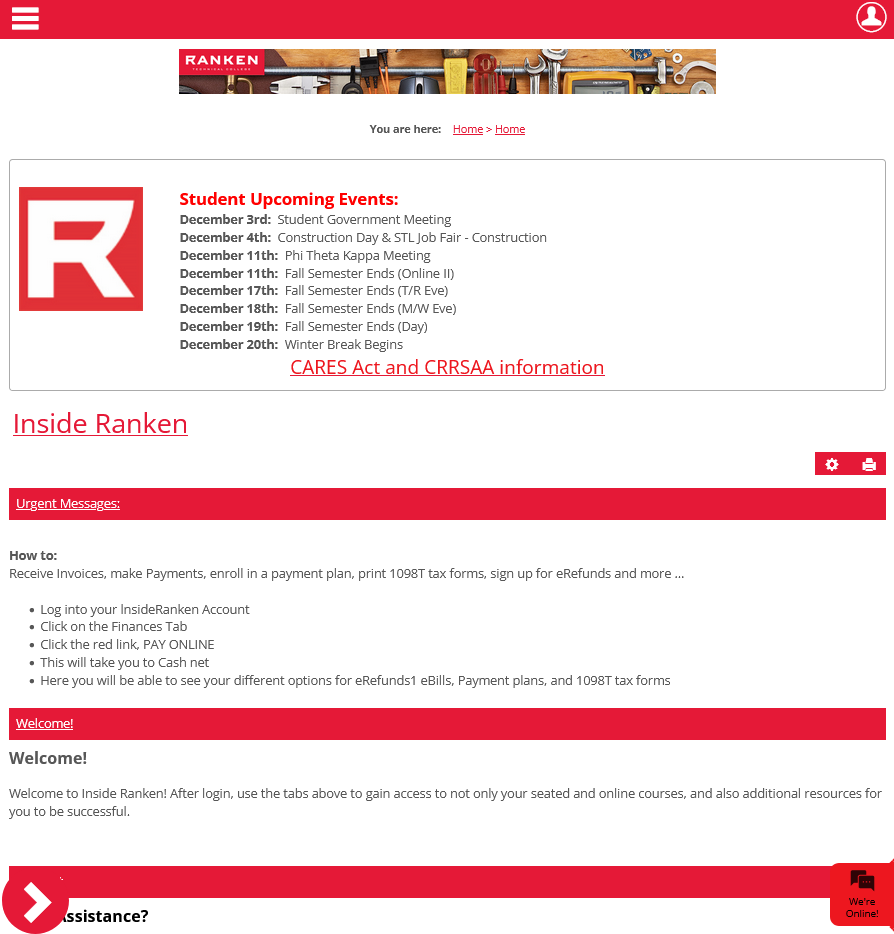 RANKEN
TECHNICAL COLLEGE
You are here: Home > Home
Student Upcoming Events:
December 3rd: Student Government Meeting
December 4th: Construction Day & STL Job Fair - Construction
December 11th: Phi Theta Kappa Meeting
December 11th: Fall Semester Ends (Online II)
December 17th: Fall Semester Ends (T/R Eve)
December 18th: Fall Semester Ends (M/W Eve)
December 19th: Fall Semester Ends (Day)
December 20th: Winter Break Begins
CARES Act and CRRSAA information
Inside Ranken
Urgent Messages:
How to:
Receive Invoices, make Payments, enroll in a payment plan, print 1098T tax forms, sign up for eRefunds and more ...
• Log into your lnsideRanken Account
• Click on the Finances Tab
• Click the red link, PAY ONLINE
• This will take you to Cash net
• Here you will be able to see your different options for eRefunds1 eBills, Payment plans, and 1098T tax forms
Welcome!
Welcome!
Welcome to Inside Ranken! After login, use the tabs above to gain access to not only your seated and online courses, and also additional resources for
you to be successful.
Assistance?
We're
Online!